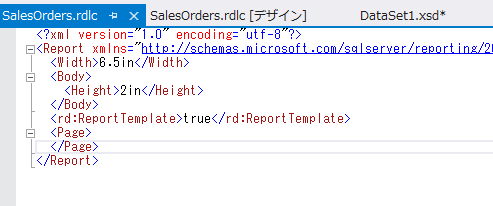 SalesOrders.rdlc SalesOrders.rdlc [デザイン] DataSet1.xsd*
<?xml version="1.0" encoding="utf-8"?>
<Report xmlns="http://schemas.microsoft.com/sqlserver/reporting/20
<Width>6.5in</Width>
<Body>
<Height>2in</Height>
</Body>
<rd:ReportTemplate>true</rd:ReportTemplate>
<Page>
</Page>
</Report>